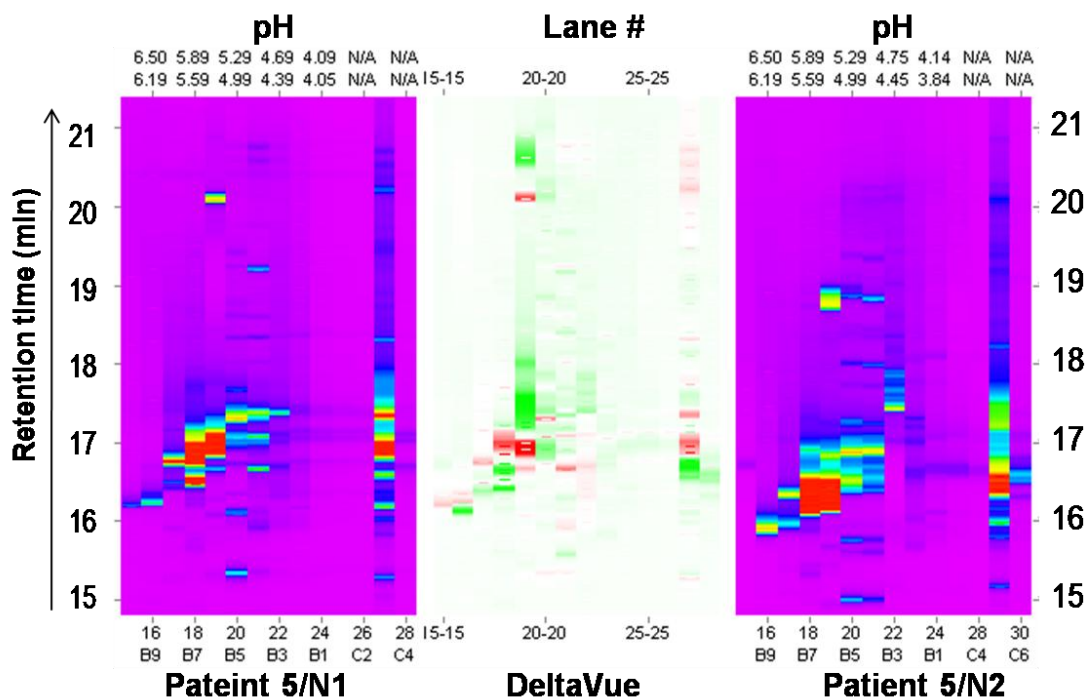 pH Lane # pH
6.50 5.89 5.29 4.69 4.09 N/A N/A
6.19 5.59 4.99 4.39 4.05 N/A N/A
15-15 20-20 25-25
6.50 5.89 5.29 4.75 4.14 N/A N/A
6.19 5.59 4.99 4.45 3.84 N/A N/A
Retention time (min)
21
20
19
18
17
16
15
21
20
19
18
17
16
15
16 18 20 22 24 26 28
B9 B7 B5 B3 B1 C2 C4
15-15 20-20 25-25
16 18 20 22 24 28 30
B9 B7 B5 B3 B1 C4 C6
Pateint 5/N1 DeltaVue Patient 5/N2